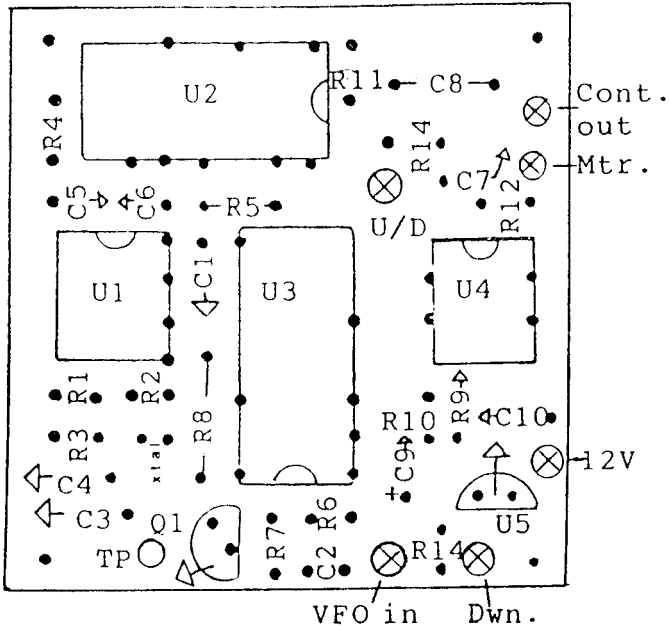 U2
R11
C8
Cont.
out
R4
R14
Mtr.
C7
C5
C6
R5
R12
U/D
U1
C1
U3
U4
R1
R2
R9
R8
R10
C10
R3
xtal
C9
12V
C4
+
C3
Q1
R7
R6
U5
TP
C2
R14
VFO in
Dwn.